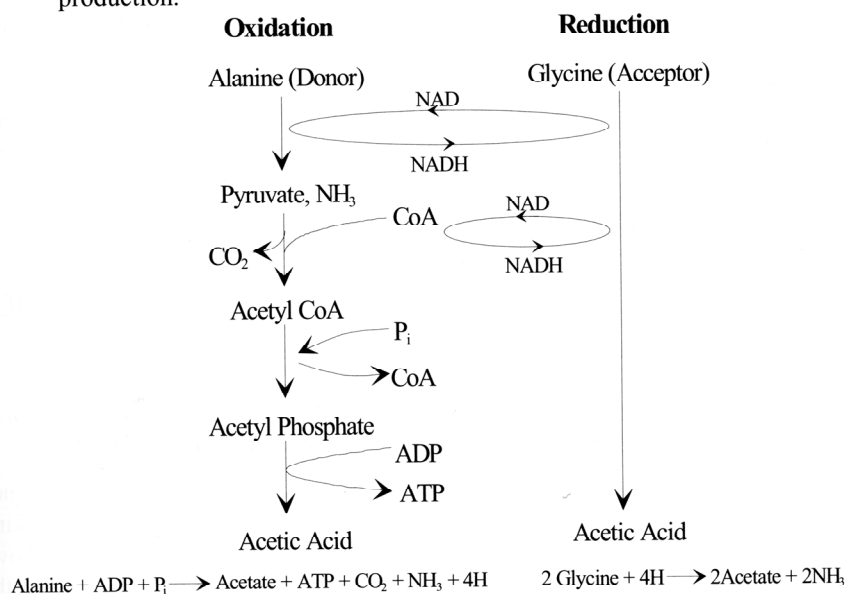 production.
Oxidation
Reduction
Alanine (Donor)
Glycine (Acceptor)
NAD
NADH
Pyruvate, NH₃
CoA
NAD
CO₂
NADH
Acetyl CoA
Pᵢ
CoA
Acetyl Phosphate
ADP
ATP
Acetic Acid
Acetic Acid
Alanine + ADP + Pᵢ → Acetate + ATP + CO₂ + NH₃ + 4H
2 Glycine + 4H → 2Acetate + 2NH₃